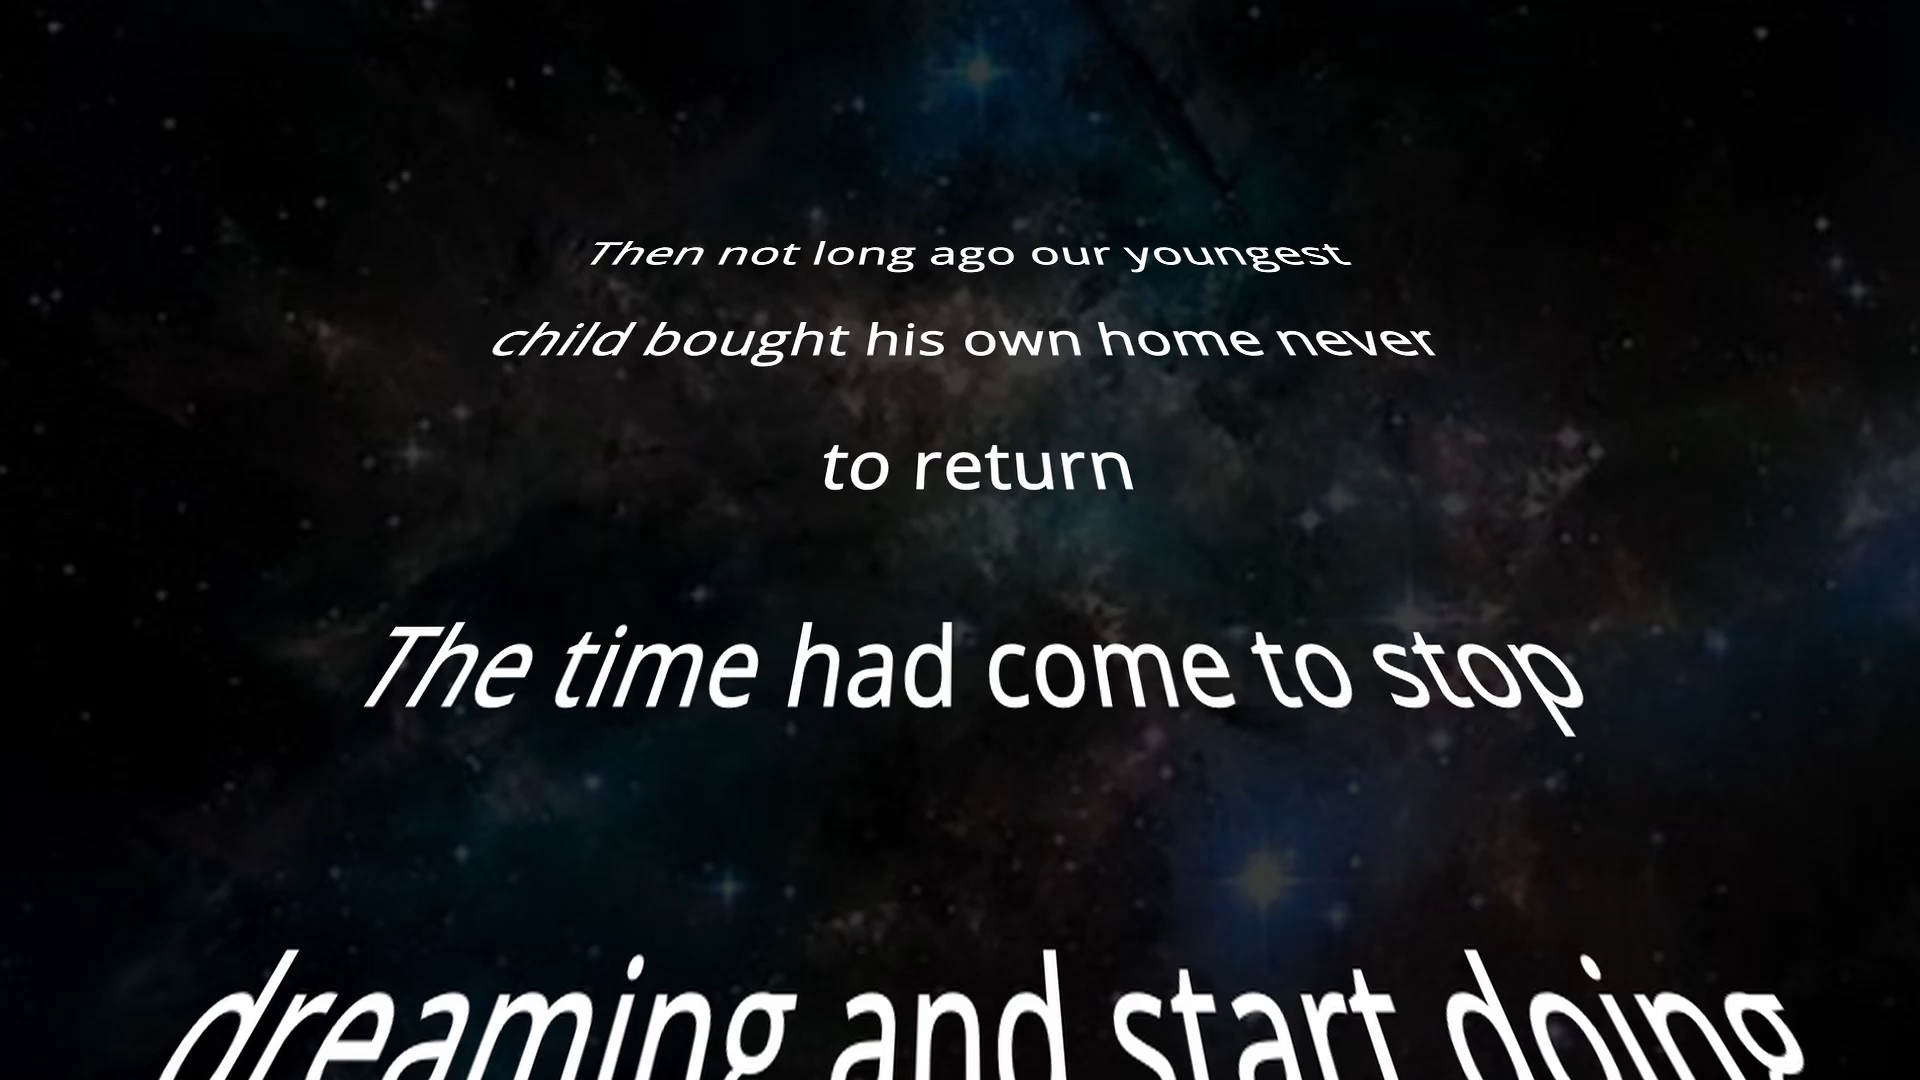 Then not long ago our youngest
child bought his own home never
to return
The time had come to stop
dreaming and start doing